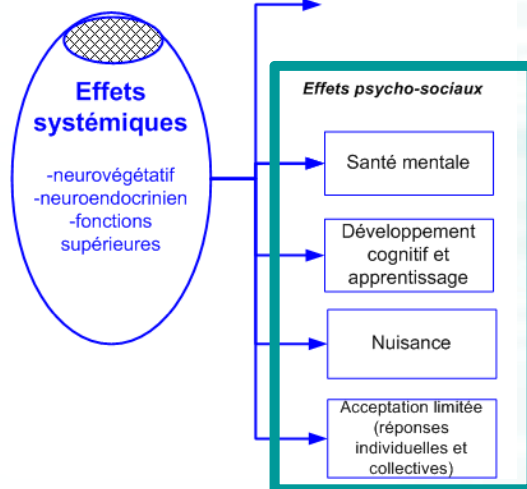 Effets
systémiques
-neurovégétatif
-neuroendocrinien
-fonctions
supérieures
Effets psycho-sociaux
Santé mentale
Développement
cognitif et
apprentissage
Nuisance
Acceptation limitée
(réponses
individuelles et
collectives)